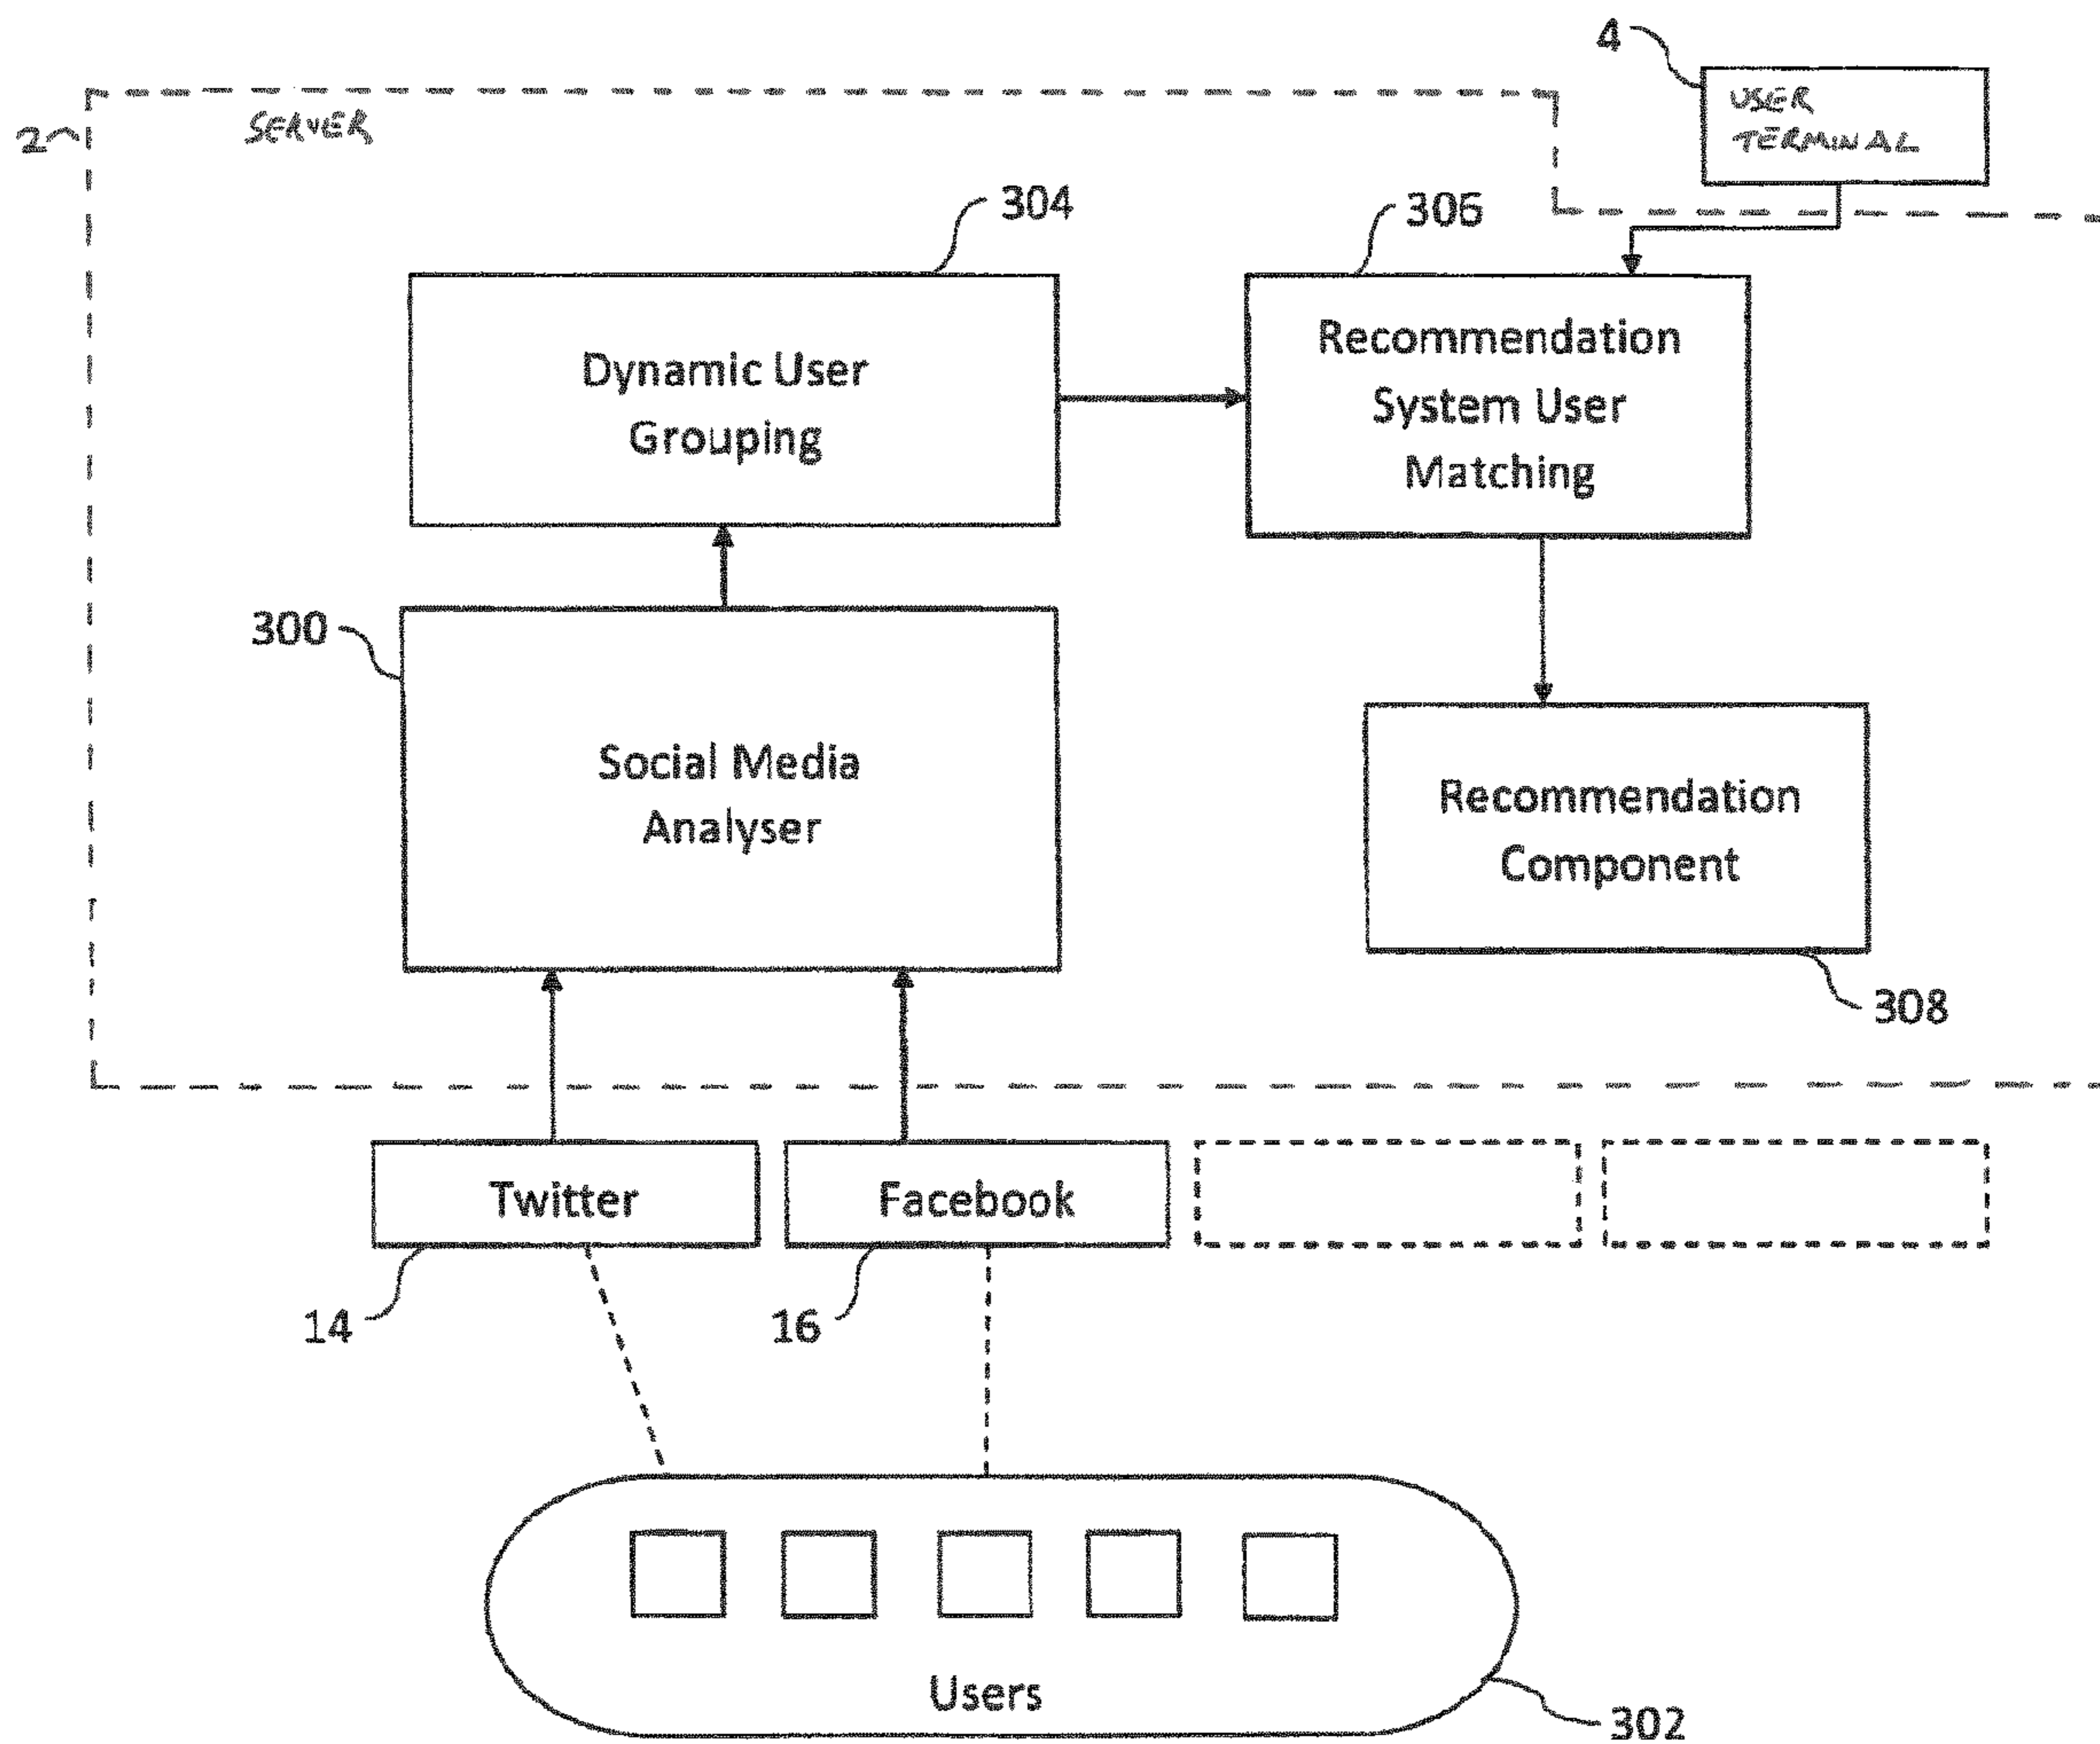 4
USER
TERMINAL
2
SERVER
304
306
Dynamic User
Grouping
Recommendation
System User
Matching
300
Social Media
Analyser
Recommendation
Component
308
Twitter
Facebook
14
16
Users
302